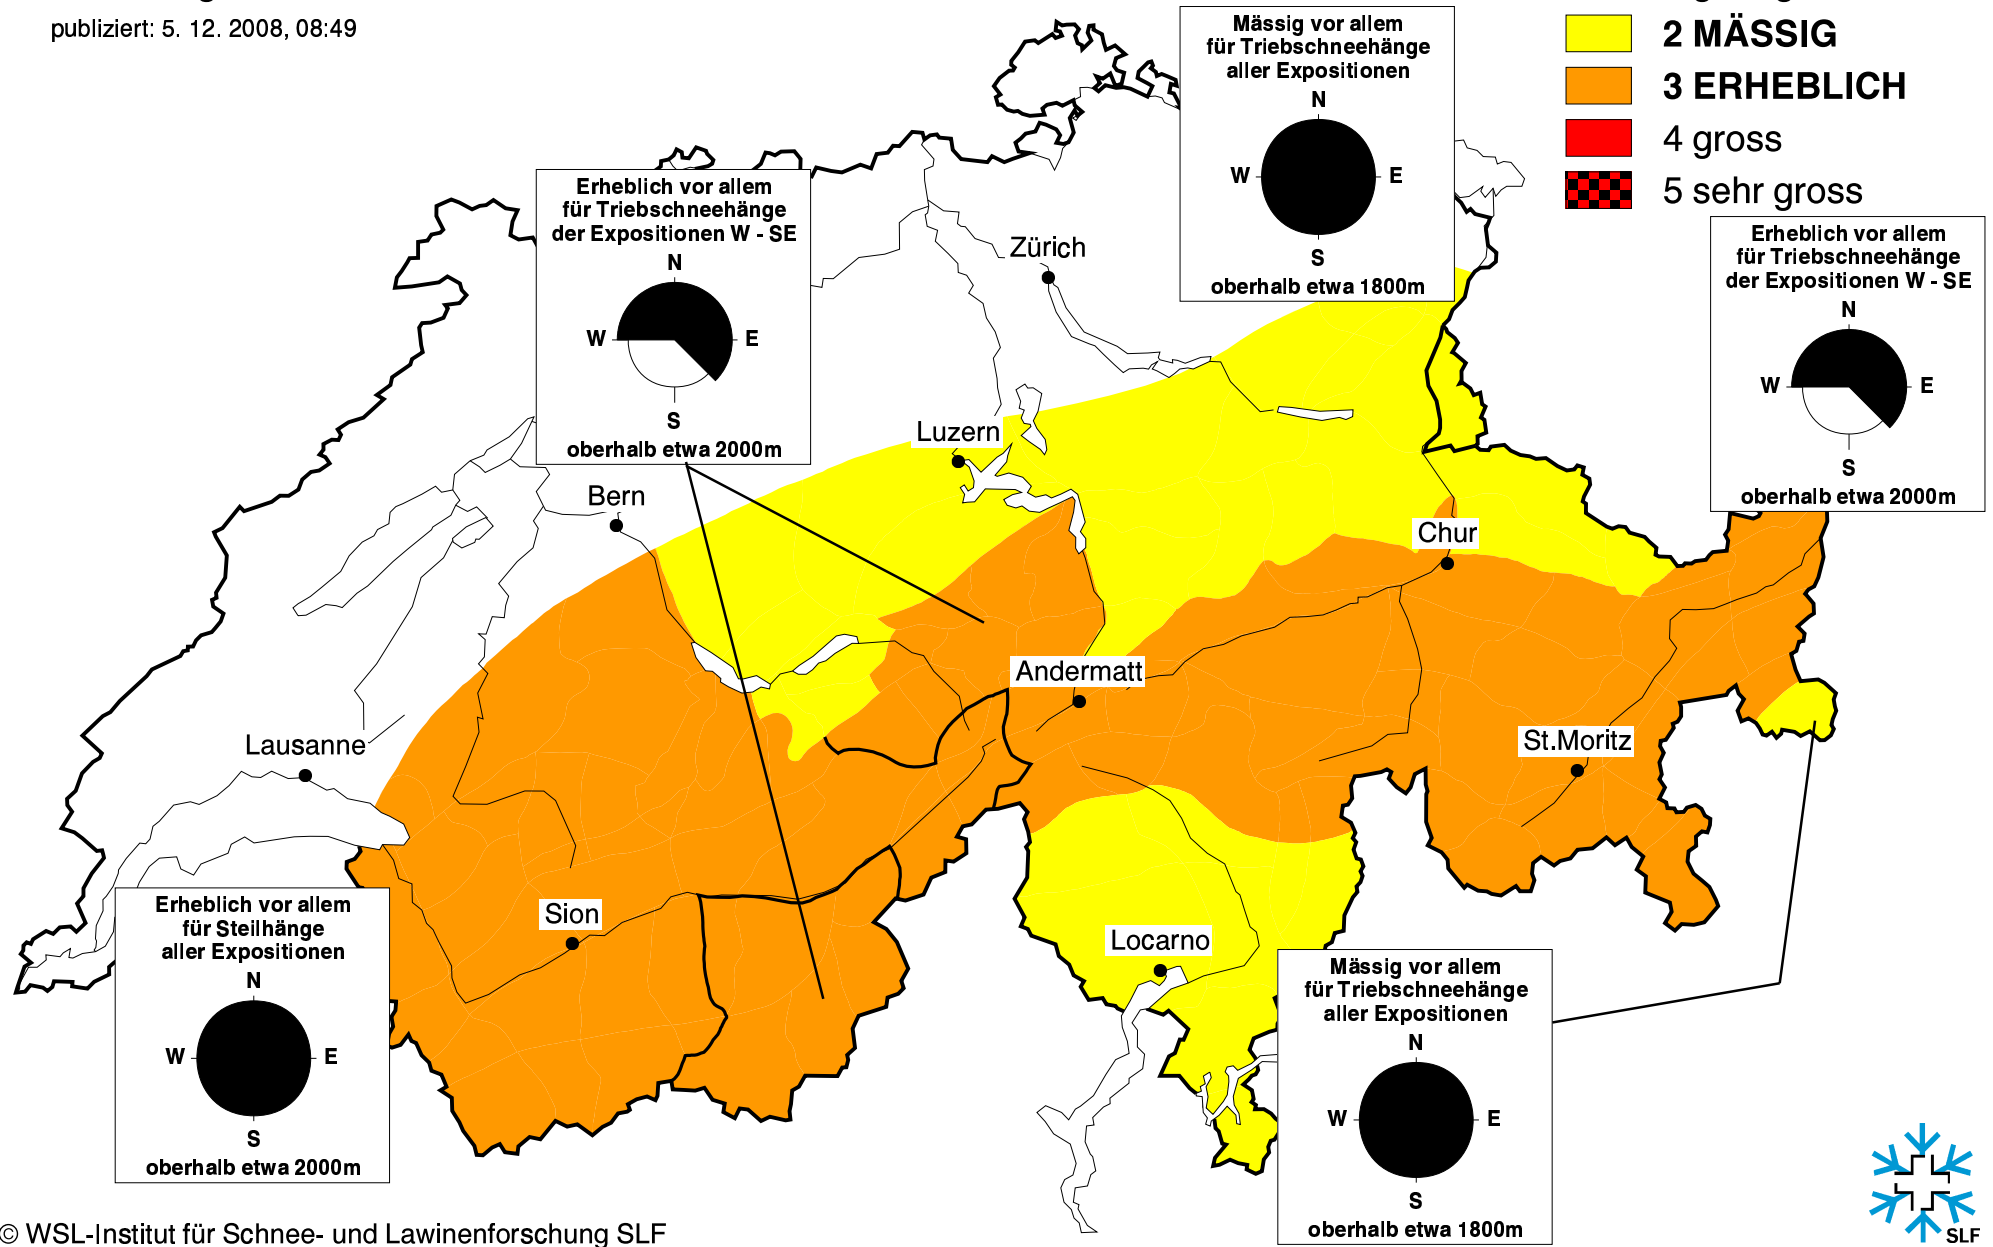 publiziert: 5. 12. 2008, 08:49
2 MÄSSIG
3 ERHEBLICH
4 gross
5 sehr gross
Mässig vor allem
für Triebschneehänge
aller Expositionen
N
W E
S
oberhalb etwa 1800m
Erheblich vor allem
für Triebschneehänge
der Expositionen W - SE
N
W E
S
oberhalb etwa 2000m
Erheblich vor allem
für Triebschneehänge
der Expositionen W - SE
N
W E
S
oberhalb etwa 2000m
Zürich
Luzern
Bern
Chur
Andermatt
Lausanne
St.Moritz
Sion
Locarno
Erheblich vor allem
für Steilhänge
aller Expositionen
N
W E
S
oberhalb etwa 2000m
Mässig vor allem
für Triebschneehänge
aller Expositionen
N
W E
S
oberhalb etwa 1800m
© WSL-Institut für Schnee- und Lawinenforschung SLF
SLF